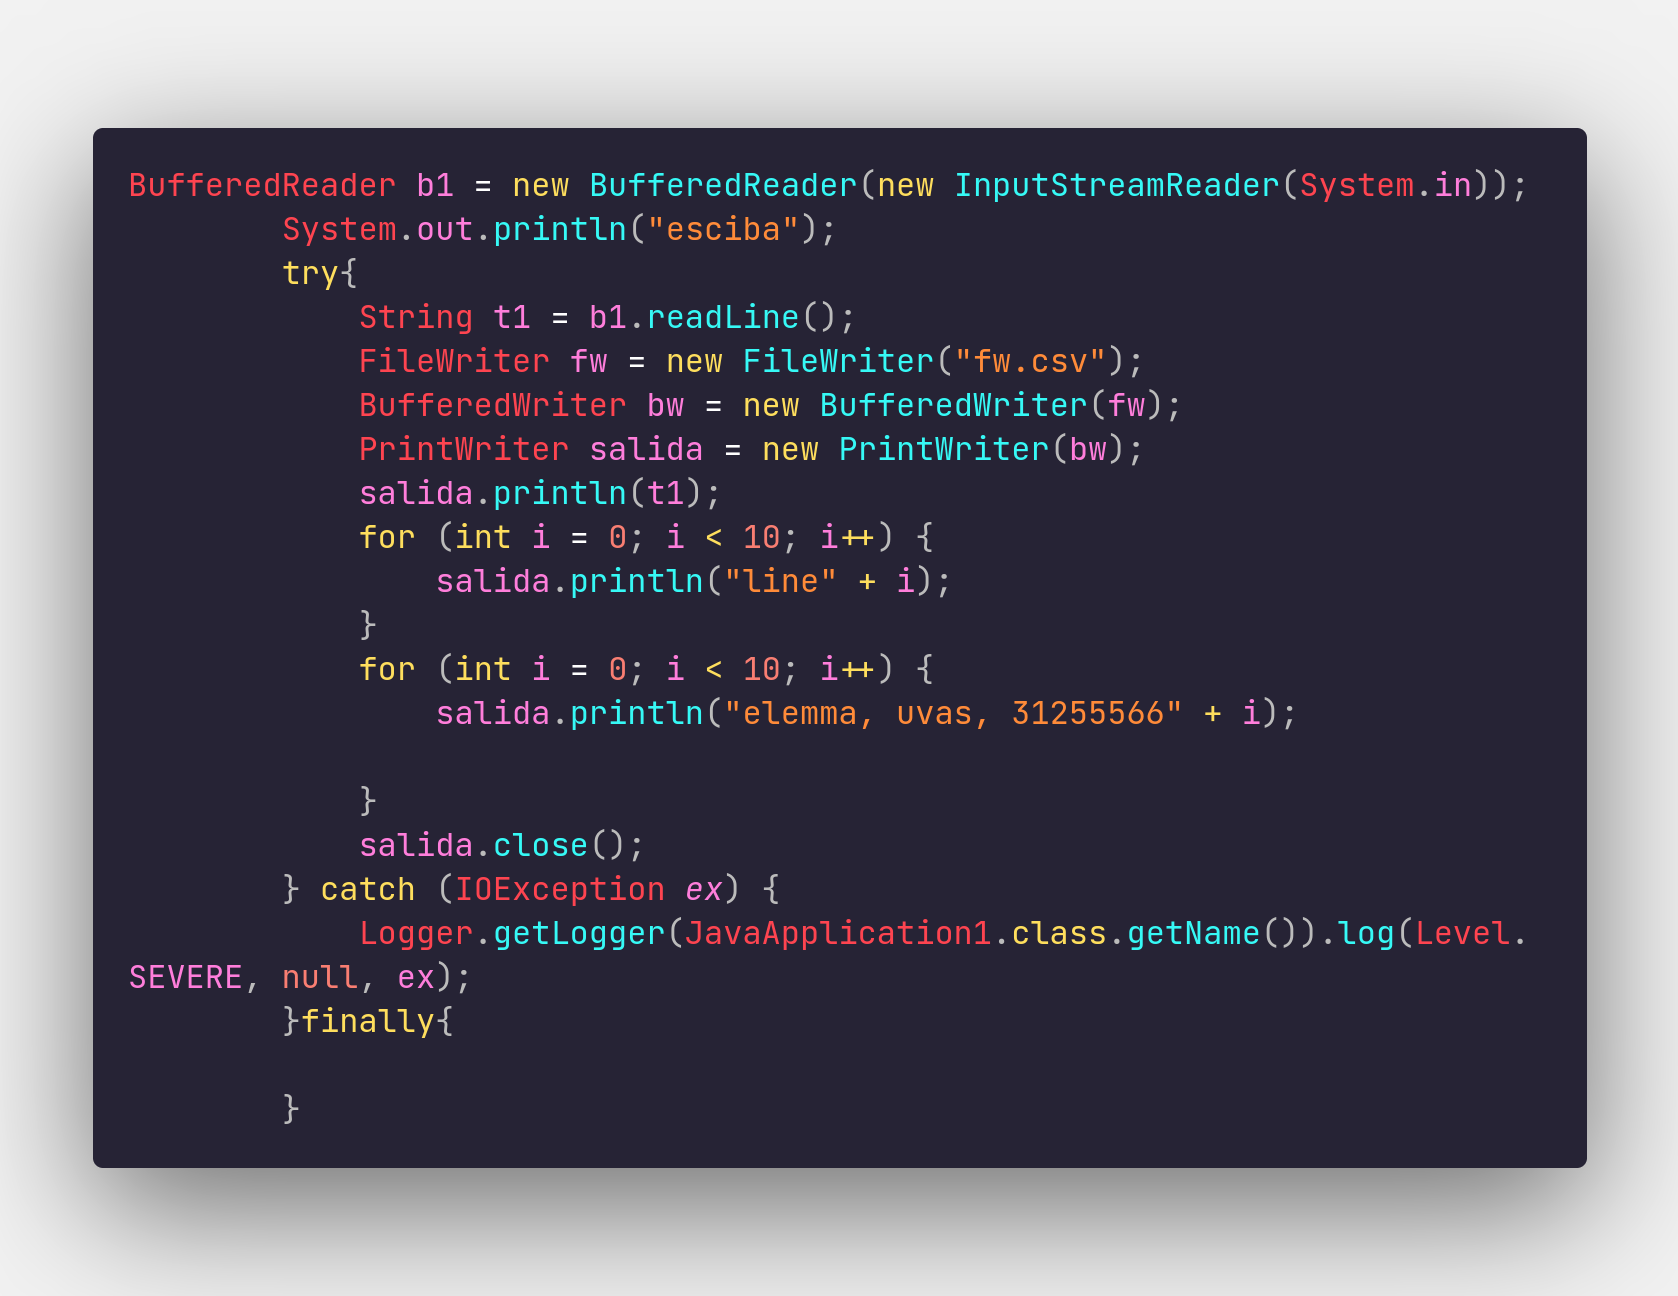 BufferedReader b1 = new BufferedReader(new InputStreamReader(System.in));
        System.out.println("esciba");
        try{
            String t1 = b1.readLine();
            FileWriter fw = new FileWriter("fw.csv");
            BufferedWriter bw = new BufferedWriter(fw);
            PrintWriter salida = new PrintWriter(bw);
            salida.println(t1);
            for (int i = 0; i < 10; i++) {
                salida.println("line" + i);
            }
            for (int i = 0; i < 10; i++) {
                salida.println("elemma, uvas, 31255566" + i);

            }
            salida.close();
        } catch (IOException ex) {
            Logger.getLogger(JavaApplication1.class.getName()).log(Level.
SEVERE, null, ex);
        }finally{

        }